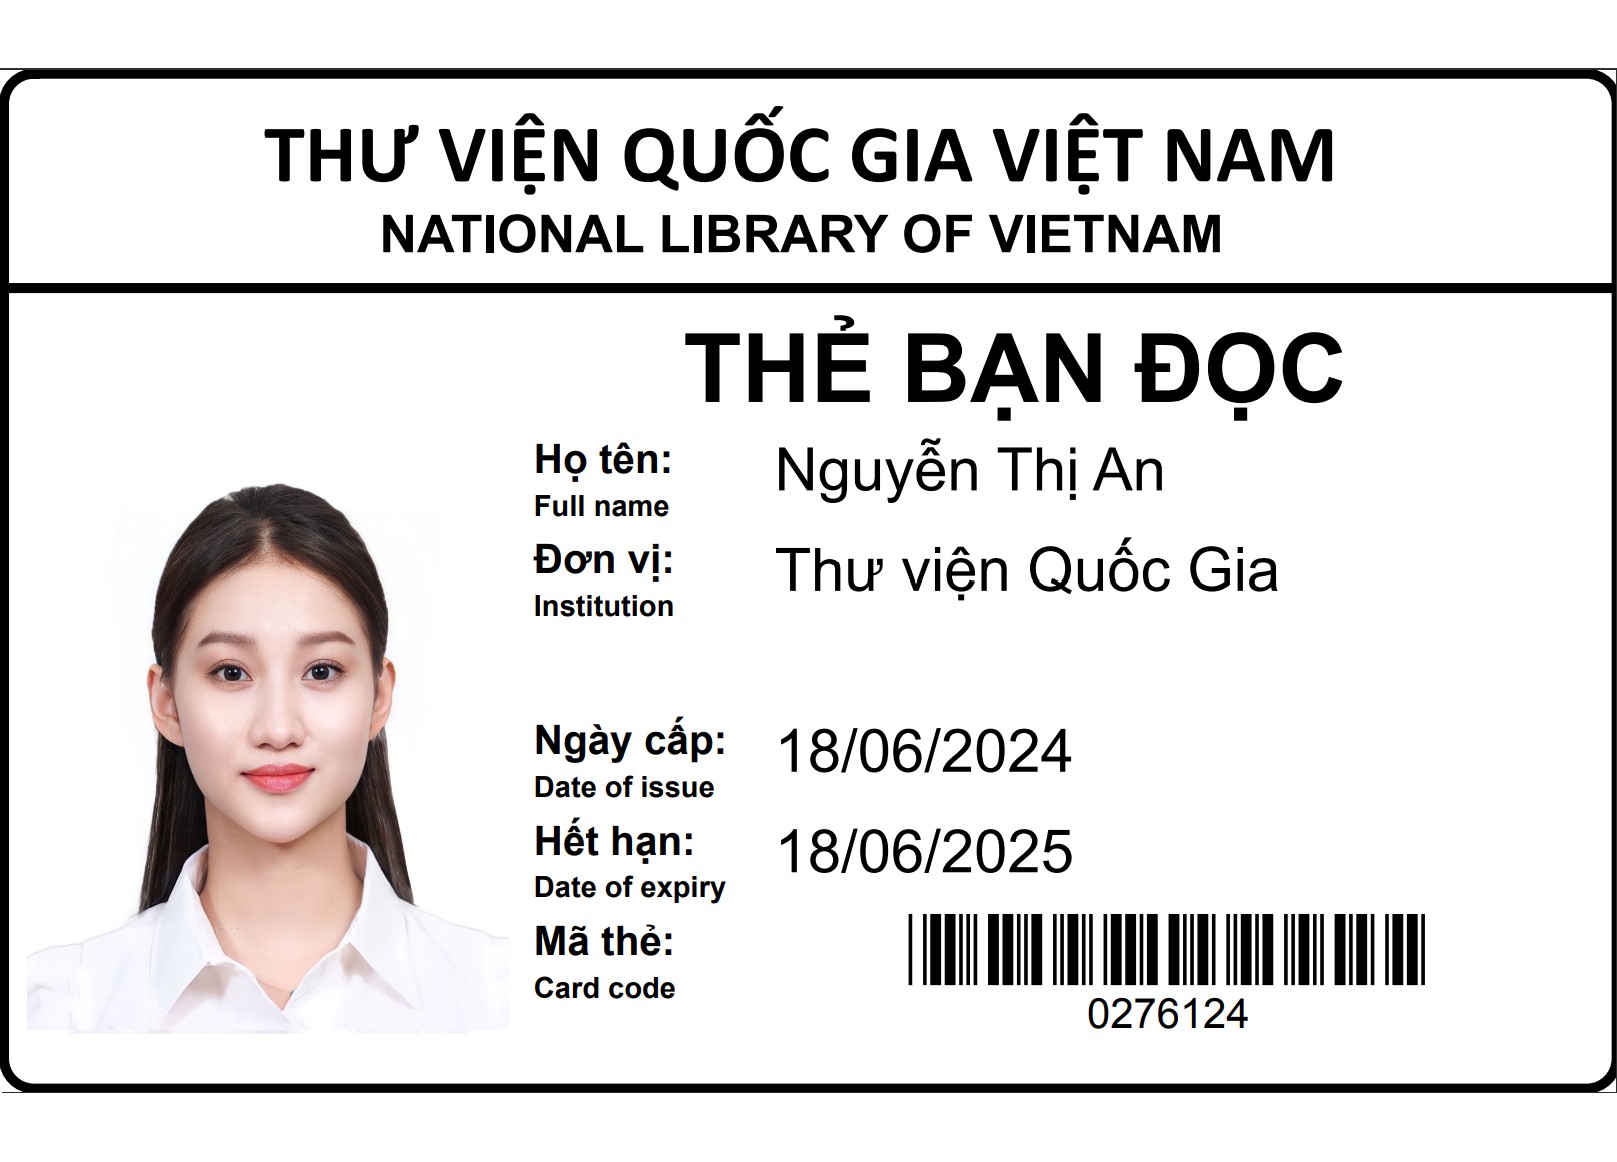 THƯ VIỆN QUỐC GIA VIỆT NAM
NATIONAL LIBRARY OF VIETNAM
THẺ BẠN ĐỌC
Họ tên: Nguyễn Thị An
Full name
Đơn vị: Thư viện Quốc Gia
Institution
Ngày cấp: 18/06/2024
Date of issue
Hết hạn: 18/06/2025
Date of expiry
Mã thẻ:
Card code
0276124